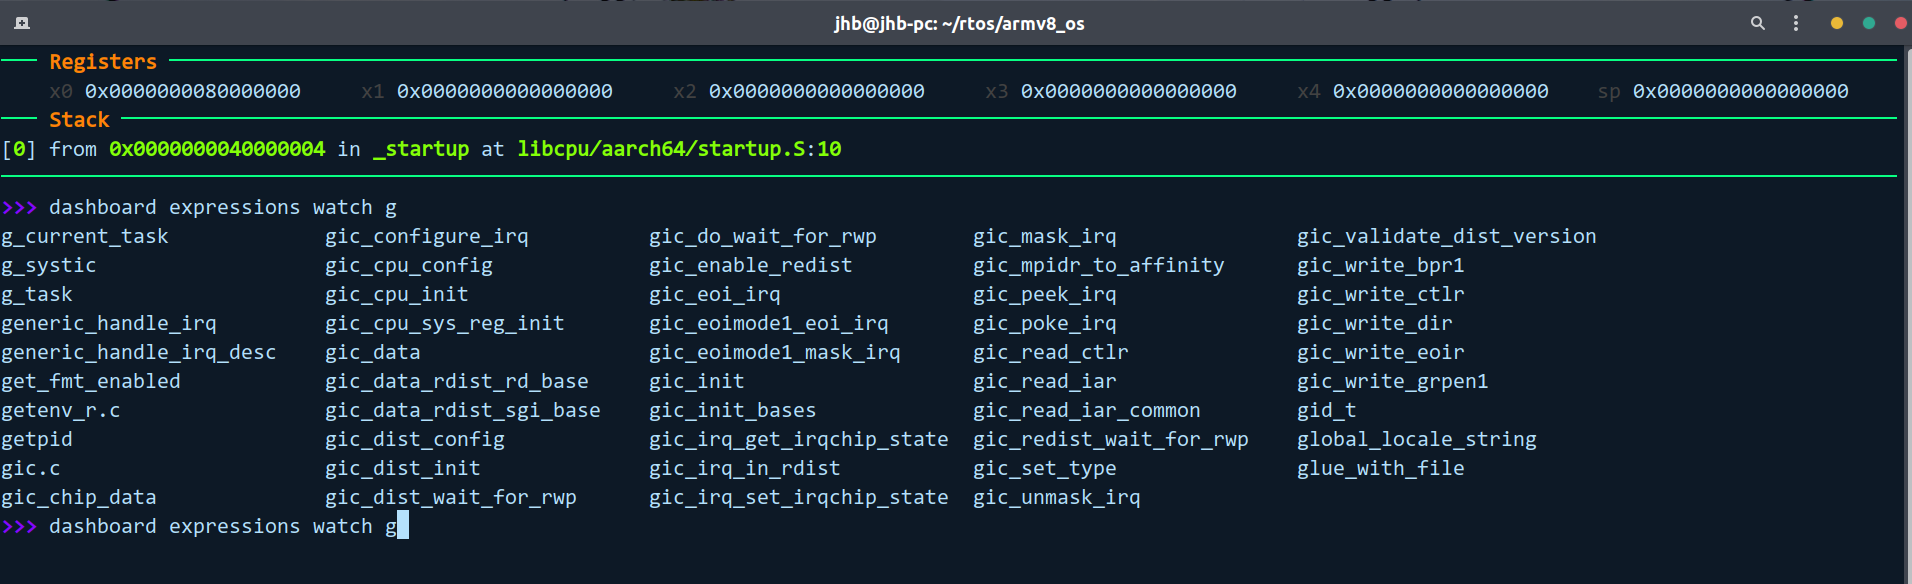 jhb@jhb-pc: ~/rtos/armv8_os
Registers
x0 0x0000000080000000 x1 0x0000000000000000 x2 0x0000000000000000 x3 0x0000000000000000 x4 0x0000000000000000 sp 0x0000000000000000
Stack
[0] from 0x0000000040000004 in _startup at libcpu/aarch64/startup.S:10
>>> dashboard expressions watch g
g_current_task gic_configure_irq gic_do_wait_for_rwp gic_mask_irq gic_validate_dist_version
g_systic gic_cpu_config gic_enable_redist gic_mpidr_to_affinity gic_write_bpr1
g_task gic_cpu_init gic_eoi_irq gic_peek_irq gic_write_ctlr
generic_handle_irq gic_cpu_sys_reg_init gic_eoimode1_eoi_irq gic_poke_irq gic_write_dir
generic_handle_irq_desc gic_data gic_eoimode1_mask_irq gic_read_ctlr gic_write_eoir
get_fmt_enabled gic_data_rdist_rd_base gic_init gic_read_iar gic_write_grpen1
getenv_r.c gic_data_rdist_sgi_base gic_init_bases gic_read_iar_common gid_t
getpid gic_dist_config gic_irq_get_irqchip_state gic_redist_wait_for_rwp global_locale_string
gic.c gic_dist_init gic_irq_in_rdist gic_set_type glue_with_file
gic_chip_data gic_dist_wait_for_rwp gic_irq_set_irqchip_state gic_unmask_irq
>>> dashboard expressions watch g